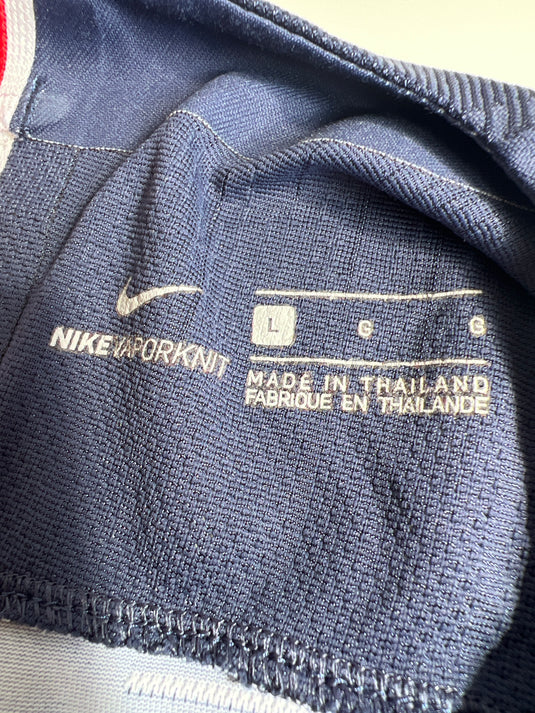 NIKE VAPORKNIT
L G G
MADE IN THAILAND
FABRIQUE EN THAILANDE